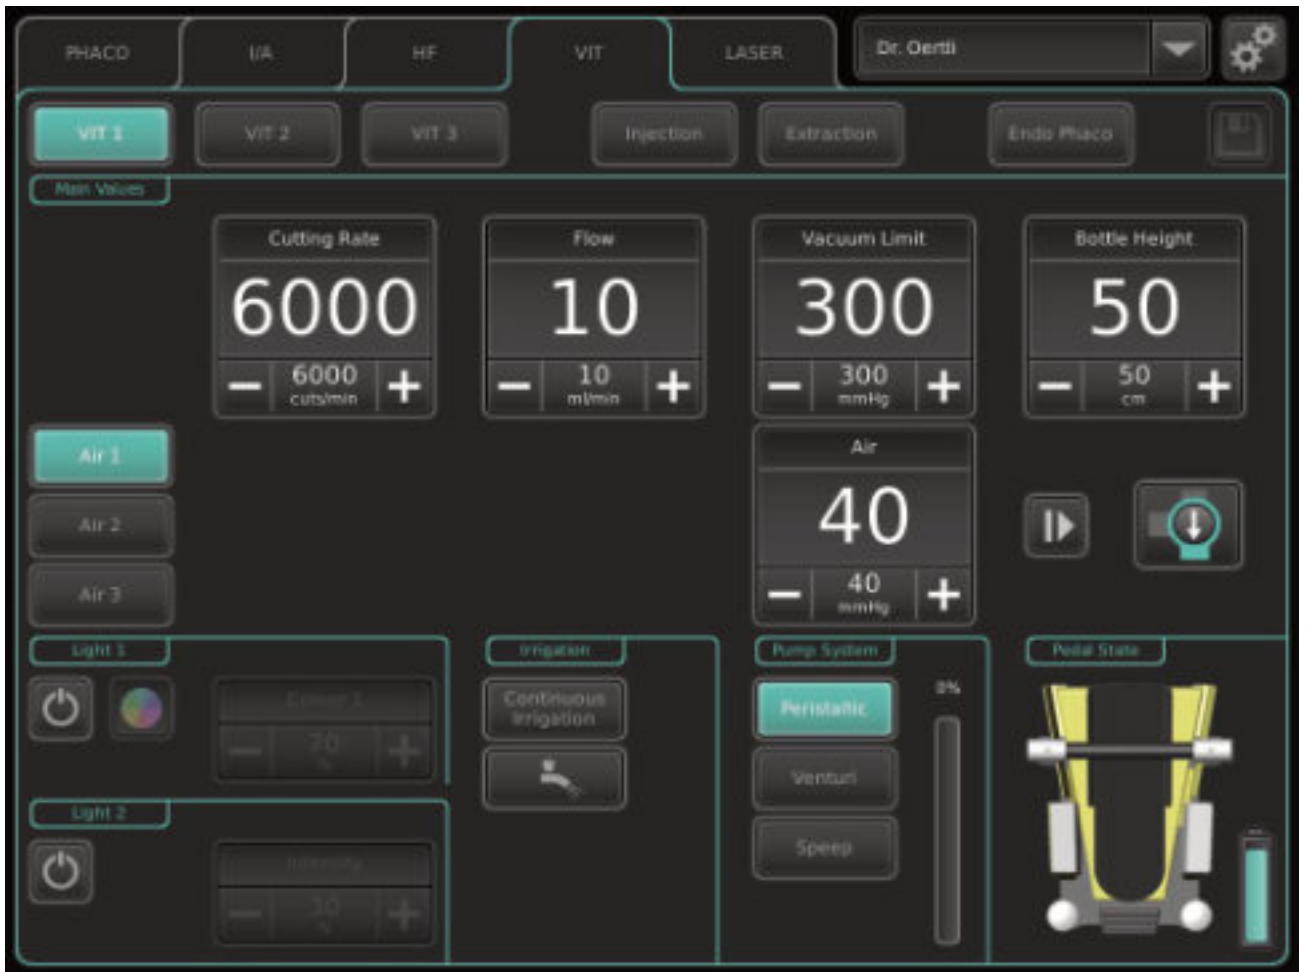 PHACO
I/A
HF
VIT
LASER
Dr. Oertli
VIT 1
VIT 2
VIT 3
Injection
Extraction
Endo Phaco
Main Values
Cutting Rate
6000
6000
cuts/min
Flow
10
10
ml/min
Vacuum Limit
300
300
mmHg
Bottle Height
50
50
cm
Air 1
Air 2
Air 3
Air
40
40
mmHg
Light 1
Color 1
70
%
Light 2
Intensity
30
%
Irrigation
Continuous
Irrigation
Pump System
Peristaltic
Venturi
Speep
0%
Pedal State